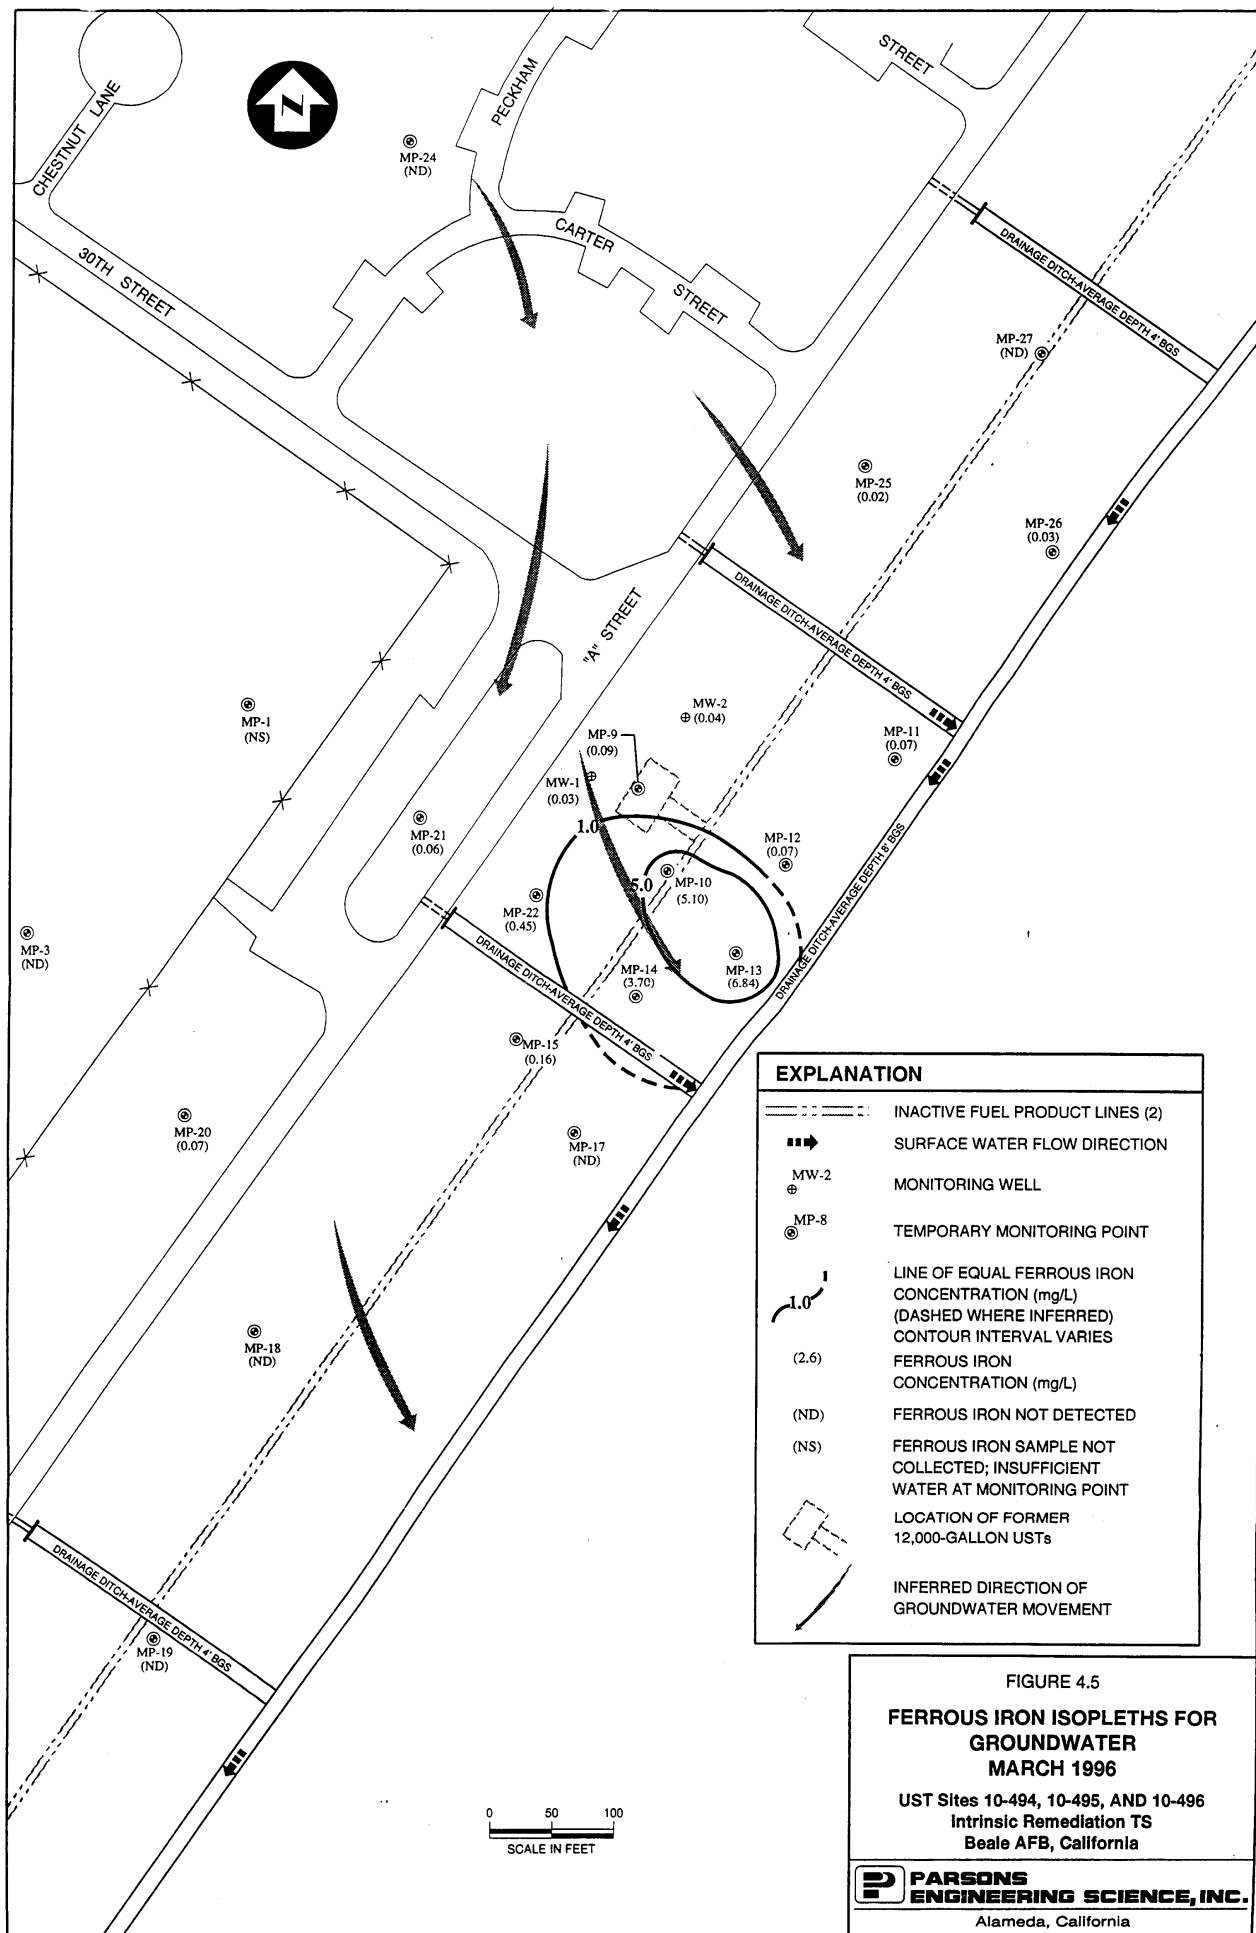 STREET
PECKHAM
CHESTNUT LANE
N
MP-24
(ND)
CARTER
STREET
30TH STREET
DRAINAGE DITCH-AVERAGE DEPTH 4' BGS
MP-27
(ND)
MP-25
(0.02)
MP-26
(0.03)
DRAINAGE DITCH-AVERAGE DEPTH 4' BGS
"A" STREET
MP-1
(NS)
MW-2
(0.04)
MP-9
(0.09)
MP-11
(0.07)
MW-1
(0.03)
MP-21
(0.06)
1.0
MP-12
(0.07)
5.0
MP-10
(5.10)
MP-22
(0.45)
DRAINAGE DITCH-AVERAGE DEPTH 8' BGS
MP-3
(ND)
DRAINAGE DITCH-AVERAGE DEPTH 4' BGS
MP-14
(3.70)
MP-13
(6.84)
MP-15
(0.16)
MP-20
(0.07)
MP-17
(ND)
MP-18
(ND)
DRAINAGE DITCH-AVERAGE DEPTH 4' BGS
MP-19
(ND)
EXPLANATION
INACTIVE FUEL PRODUCT LINES (2)
SURFACE WATER FLOW DIRECTION
MW-2
MONITORING WELL
MP-8
TEMPORARY MONITORING POINT
1.0
LINE OF EQUAL FERROUS IRON
CONCENTRATION (mg/L)
(DASHED WHERE INFERRED)
CONTOUR INTERVAL VARIES
(2.6)
FERROUS IRON
CONCENTRATION (mg/L)
(ND)
FERROUS IRON NOT DETECTED
(NS)
FERROUS IRON SAMPLE NOT
COLLECTED; INSUFFICIENT
WATER AT MONITORING POINT
LOCATION OF FORMER
12,000-GALLON USTs
INFERRED DIRECTION OF
GROUNDWATER MOVEMENT
0 50 100
SCALE IN FEET
FIGURE 4.5
FERROUS IRON ISOPLETHS FOR
GROUNDWATER
MARCH 1996
UST Sites 10-494, 10-495, AND 10-496
Intrinsic Remediation TS
Beale AFB, California
PARSONS
ENGINEERING SCIENCE, INC.
Alameda, California